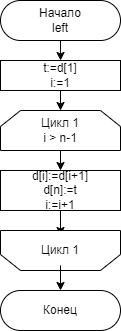 Начало
left
t:=d[1]
i:=1
Цикл 1
i > n-1
d[i]:=d[i+1]
d[n]:=t
i:=i+1
Цикл 1
Конец